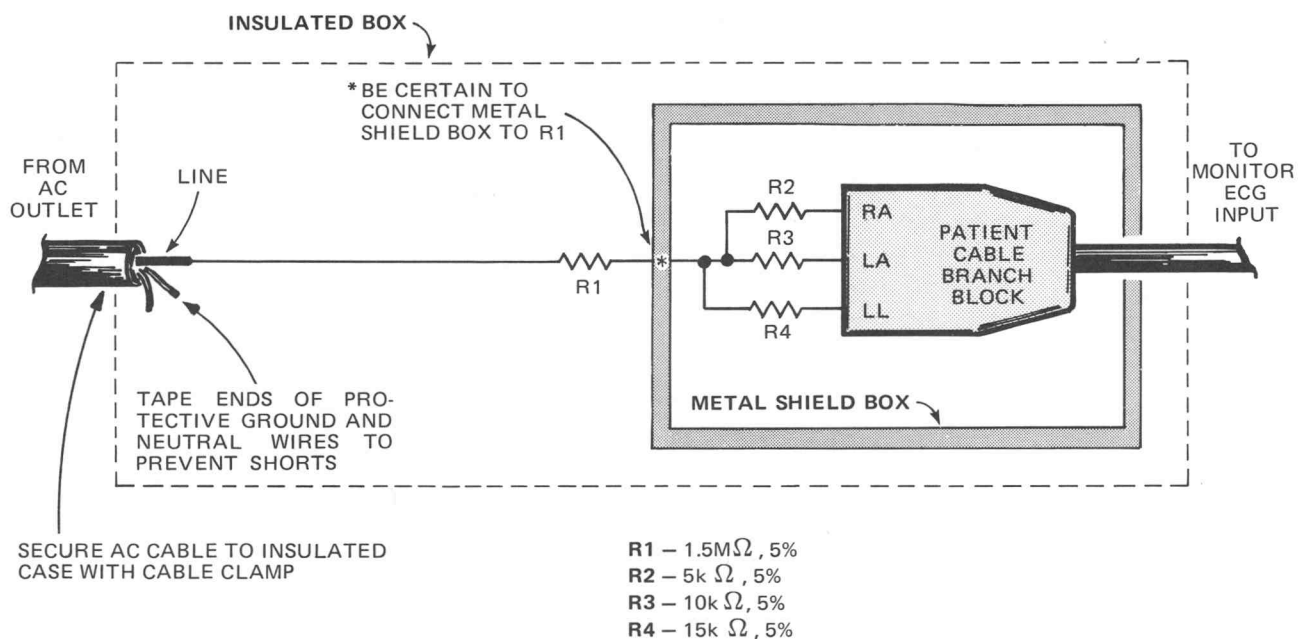 INSULATED BOX
* BE CERTAIN TO
CONNECT METAL
SHIELD BOX TO R1
FROM
AC
OUTLET
LINE
TO
MONITOR
ECG
INPUT
R2
RA
R3
LA
R4
LL
PATIENT
CABLE
BRANCH
BLOCK
R1
*
TAPE ENDS OF PRO-
TECTIVE GROUND AND
NEUTRAL WIRES TO
PREVENT SHORTS
METAL SHIELD BOX
SECURE AC CABLE TO INSULATED
CASE WITH CABLE CLAMP
R1 – 1.5MΩ, 5%
R2 – 5k Ω, 5%
R3 – 10k Ω, 5%
R4 – 15k Ω, 5%